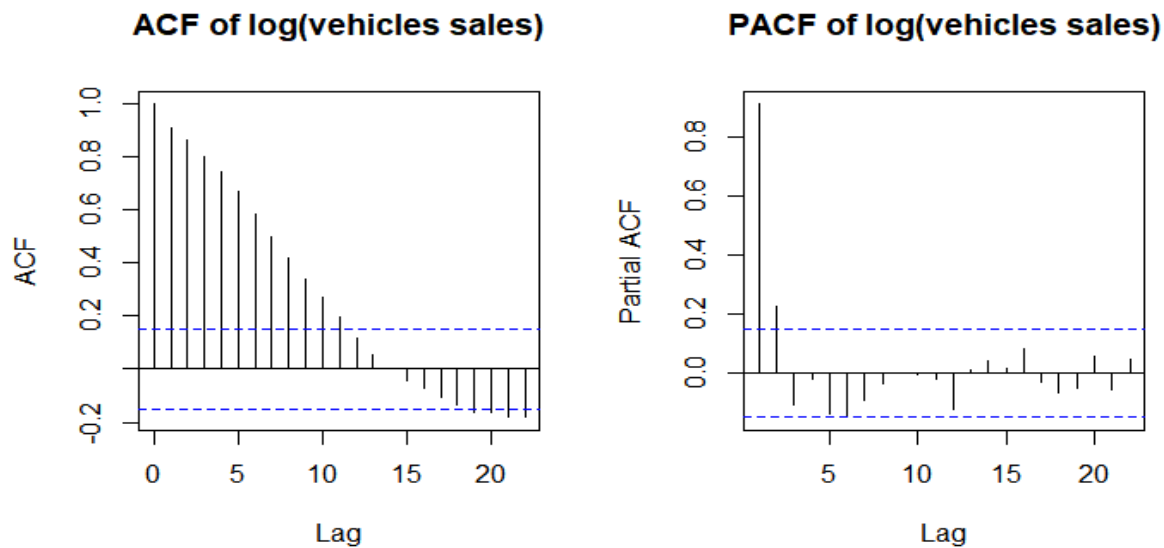 ACF of log(vehicles sales)
ACF
1.0
0.8
0.6
0.4
0.2
-0.2
0 5 10 15 20
Lag
PACF of log(vehicles sales)
Partial ACF
0.8
0.6
0.4
0.2
0.0
5 10 15 20
Lag